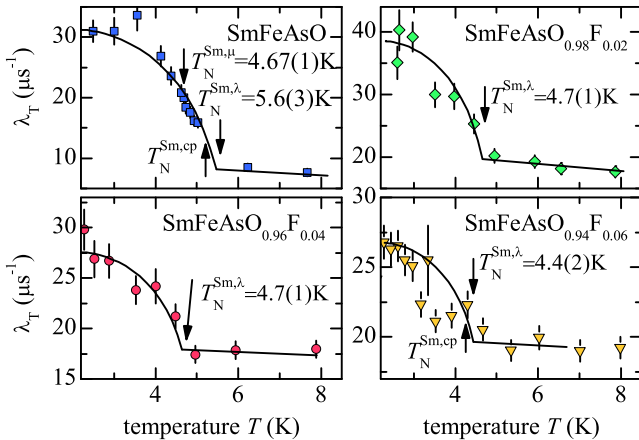 SmFeAsO
T_N^{Sm,μ}=4.67(1)K
T_N^{Sm,λ}=5.6(3)K
T_N^{Sm,cp}
λ_T (μs^{-1})
30
20
10
SmFeAsO_{0.98}F_{0.02}
T_N^{Sm,λ}=4.7(1)K
40
30
20
SmFeAsO_{0.96}F_{0.04}
T_N^{Sm,λ}=4.7(1)K
λ_T (μs^{-1})
30
25
20
15
4 6 8
temperature T (K)
SmFeAsO_{0.94}F_{0.06}
T_N^{Sm,λ}=4.4(2)K
T_N^{Sm,cp}
30
25
20
4 6 8
temperature T (K)